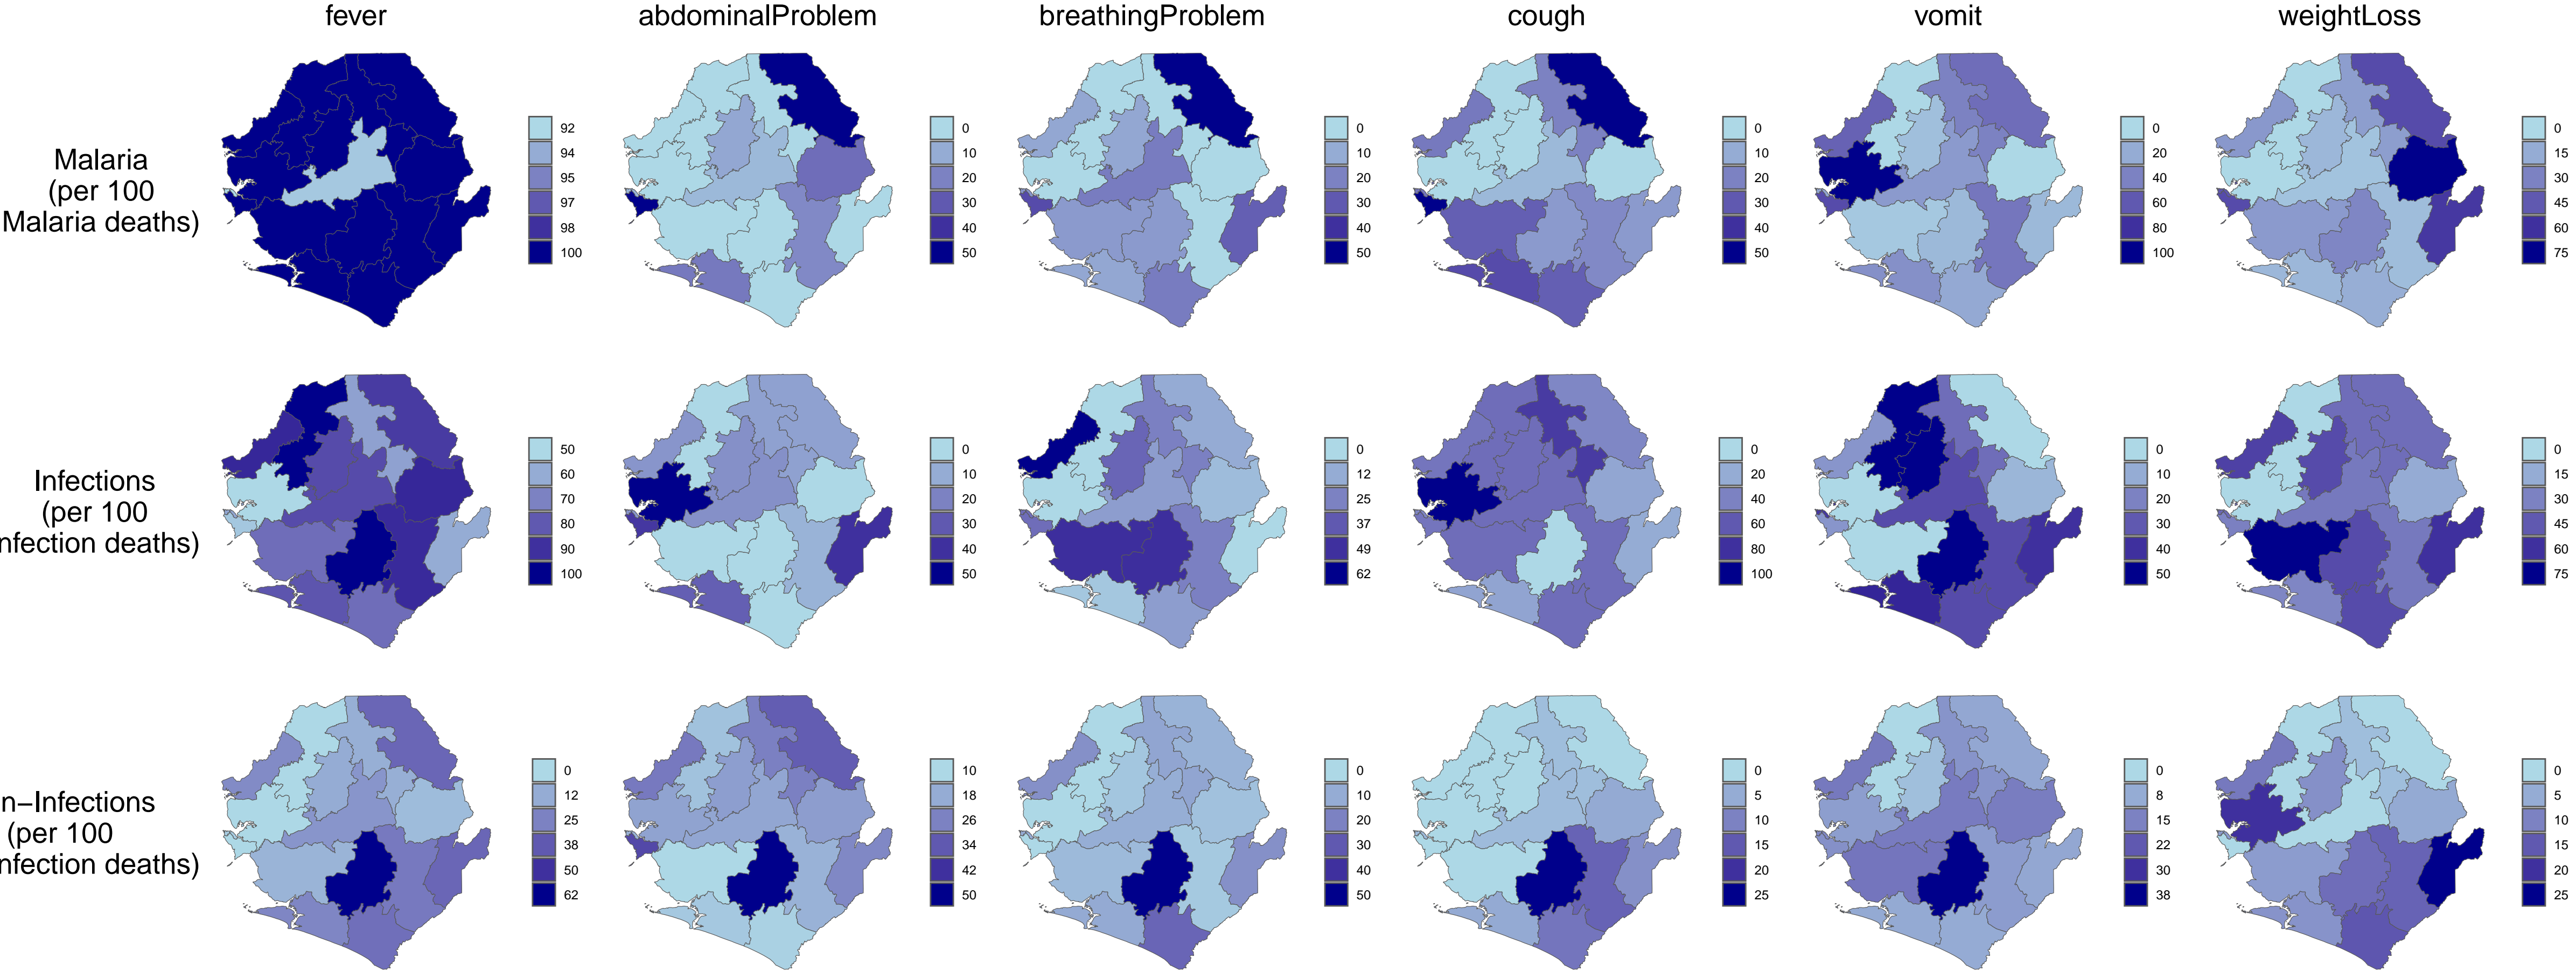 fever abdominalProblem breathingProblem cough vomit weightLoss
Malaria
(per 100
Malaria deaths)
92 0 0 0 0 0
94 10 10 10 20 15
95 20 20 20 40 30
97 30 30 30 60 45
98 40 40 40 80 60
100 50 50 50 100 75
Infections
(per 100
nfection deaths)
50 0 0 0 0 0
60 10 12 20 10 15
70 20 25 40 20 30
80 30 37 60 30 45
90 40 49 80 40 60
100 50 62 100 50 75
n−Infections
(per 100
nfection deaths)
0 10 0 0 0 0
12 18 10 5 8 5
25 26 20 10 15 10
38 34 30 15 22 15
50 42 40 20 30 20
62 50 50 25 38 25